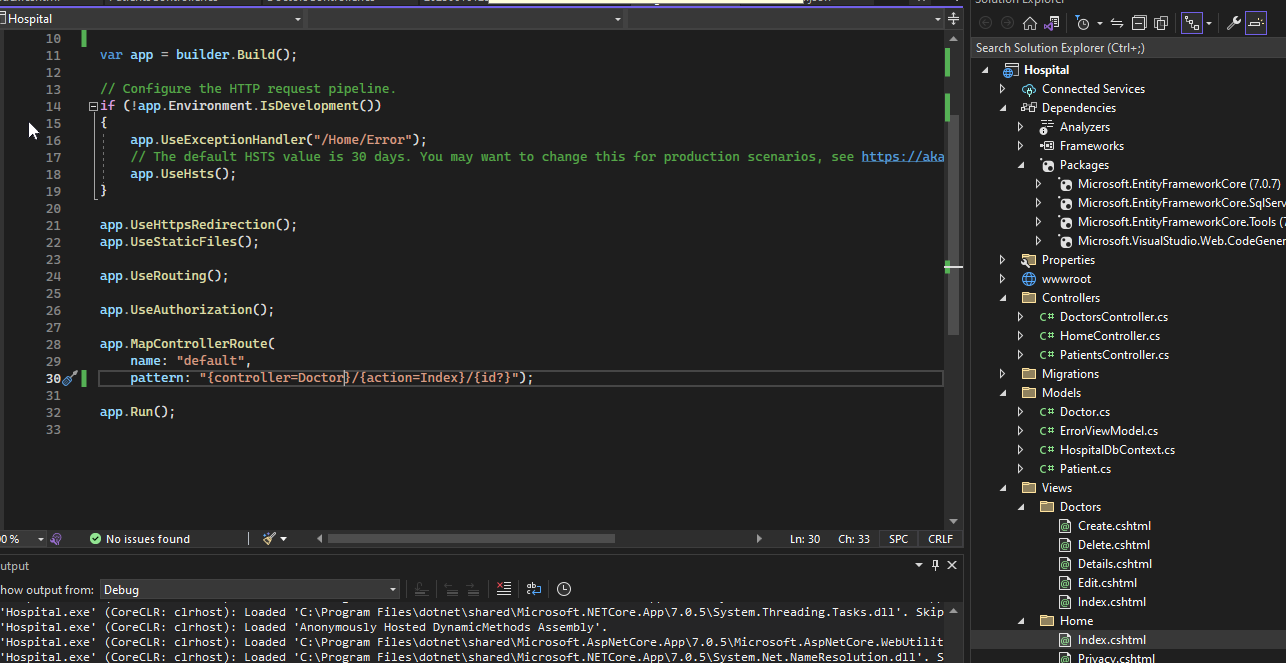 Solution Explorer
Hospital
10
11 var app = builder.Build();
12
13 // Configure the HTTP request pipeline.
14 if (!app.Environment.IsDevelopment())
15 {
16 app.UseExceptionHandler("/Home/Error");
17 // The default HSTS value is 30 days. You may want to change this for production scenarios, see https://aka
18 app.UseHsts();
19 }
20
21 app.UseHttpsRedirection();
22 app.UseStaticFiles();
23
24 app.UseRouting();
25
26 app.UseAuthorization();
27
28 app.MapControllerRoute(
29 name: "default",
30 pattern: "{controller=Doctor}/{action=Index}/{id?}");
31
32 app.Run();
33
0 % No issues found Ln: 30 Ch: 33 SPC CRLF
utput
how output from: Debug
'Hospital.exe' (CoreCLR: clrhost): Loaded 'C:\Program Files\dotnet\shared\Microsoft.NETCore.App\7.0.5\System.Threading.Tasks.dll'. Skip
'Hospital.exe' (CoreCLR: clrhost): Loaded 'Anonymously Hosted DynamicMethods Assembly'.
'Hospital.exe' (CoreCLR: clrhost): Loaded 'C:\Program Files\dotnet\shared\Microsoft.AspNetCore.App\7.0.5\Microsoft.AspNetCore.WebUtilit
'Hospital.exe' (CoreCLR: clrhost): Loaded 'C:\Program Files\dotnet\shared\Microsoft.NETCore.App\7.0.5\System.Net.NameResolution.dll'. S
Search Solution Explorer (Ctrl+;)
Hospital
Connected Services
Dependencies
Analyzers
Frameworks
Packages
Microsoft.EntityFrameworkCore (7.0.7)
Microsoft.EntityFrameworkCore.SqlServ
Microsoft.EntityFrameworkCore.Tools (7
Microsoft.VisualStudio.Web.CodeGener
Properties
wwwroot
Controllers
C# DoctorsController.cs
C# HomeController.cs
C# PatientsController.cs
Migrations
Models
C# Doctor.cs
C# ErrorViewModel.cs
C# HospitalDbContext.cs
C# Patient.cs
Views
Doctors
Create.cshtml
Delete.cshtml
Details.cshtml
Edit.cshtml
Index.cshtml
Home
Index.cshtml
Privacy.cshtml